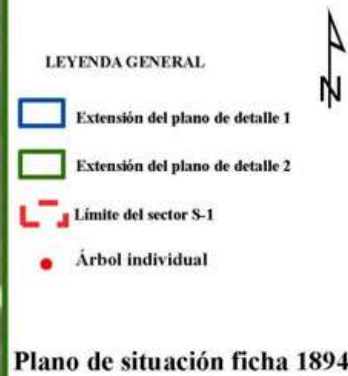 LEYENDA GENERAL
N
Extensión del plano de detalle 1
Extensión del plano de detalle 2
Límite del sector S-1
Árbol individual
Plano de situación ficha 1894